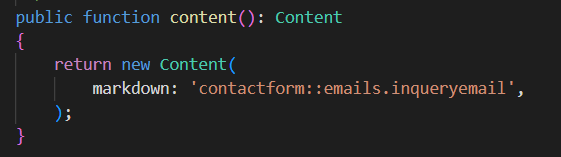 public function content(): Content
{
    return new Content(
        markdown: 'contactform::emails.inqueryemail',
    );
}